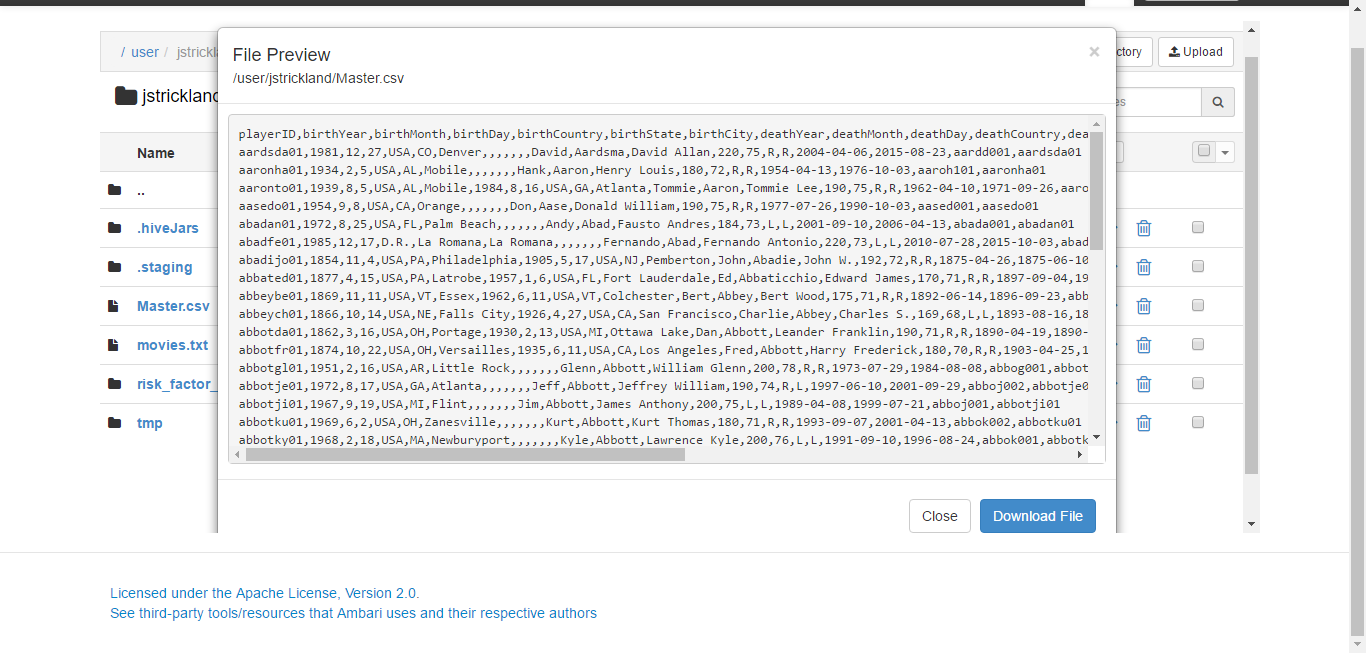 / user / jstrickl
ctory
Upload
jstrickland
es
Name
..
.hiveJars
.staging
Master.csv
movies.txt
risk_factor_
tmp
File Preview
×
/user/jstrickland/Master.csv
playerID,birthYear,birthMonth,birthDay,birthCountry,birthState,birthCity,deathYear,deathMonth,deathDay,deathCountry,dea
aardsda01,1981,12,27,USA,CO,Denver,,,,,,,David,Aardsma,David Allan,220,75,R,R,2004-04-06,2015-08-23,aardd001,aardsda01
aaronha01,1934,2,5,USA,AL,Mobile,,,,,,,Hank,Aaron,Henry Louis,180,72,R,R,1954-04-13,1976-10-03,aaroh101,aaronha01
aaronto01,1939,8,5,USA,AL,Mobile,1984,8,16,USA,GA,Atlanta,Tommie,Aaron,Tommie Lee,190,75,R,R,1962-04-10,1971-09-26,aaro
aasedo01,1954,9,8,USA,CA,Orange,,,,,,,Don,Aase,Donald William,190,75,R,R,1977-07-26,1990-10-03,aased001,aasedo01
abadan01,1972,8,25,USA,FL,Palm Beach,,,,,,,Andy,Abad,Fausto Andres,184,73,L,L,2001-09-10,2006-04-13,abada001,abadan01
abadfe01,1985,12,17,D.R.,La Romana,La Romana,,,,,,,Fernando,Abad,Fernando Antonio,220,73,L,L,2010-07-28,2015-10-03,abad
abadijo01,1854,11,4,USA,PA,Philadelphia,1905,5,17,USA,NJ,Pemberton,John,Abadie,John W.,192,72,R,R,1875-04-26,1875-06-10
abbated01,1877,4,15,USA,PA,Latrobe,1957,1,6,USA,FL,Fort Lauderdale,Ed,Abbaticchio,Edward James,170,71,R,R,1897-09-04,19
abbeybe01,1869,11,11,USA,VT,Essex,1962,6,11,USA,VT,Colchester,Bert,Abbey,Bert Wood,175,71,R,R,1892-06-14,1896-09-23,abb
abbeych01,1866,10,14,USA,NE,Falls City,1926,4,27,USA,CA,San Francisco,Charlie,Abbey,Charles S.,169,68,L,L,1893-08-16,18
abbotda01,1862,3,16,USA,OH,Portage,1930,2,13,USA,MI,Ottawa Lake,Dan,Abbott,Leander Franklin,190,71,R,R,1890-04-19,1890-
abbotfr01,1874,10,22,USA,OH,Versailles,1935,6,11,USA,CA,Los Angeles,Fred,Abbott,Harry Frederick,180,70,R,R,1903-04-25,1
abbotgl01,1951,2,16,USA,AR,Little Rock,,,,,,,Glenn,Abbott,William Glenn,200,78,R,R,1973-07-29,1984-08-08,abbog001,abbot
abbotje01,1972,8,17,USA,GA,Atlanta,,,,,,,Jeff,Abbott,Jeffrey William,190,74,R,L,1997-06-10,2001-09-29,abboj002,abbotje0
abbotji01,1967,9,19,USA,MI,Flint,,,,,,,Jim,Abbott,James Anthony,200,75,L,L,1989-04-08,1999-07-21,abboj001,abbotji01
abbotku01,1969,6,2,USA,OH,Zanesville,,,,,,,Kurt,Abbott,Kurt Thomas,180,71,R,R,1993-09-07,2001-04-13,abbok002,abbotku01
abbotky01,1968,2,18,USA,MA,Newburyport,,,,,,,Kyle,Abbott,Lawrence Kyle,200,76,L,L,1991-09-10,1996-08-24,abbok001,abbotk
Close
Download File
Licensed under the Apache License, Version 2.0.
See third-party tools/resources that Ambari uses and their respective authors